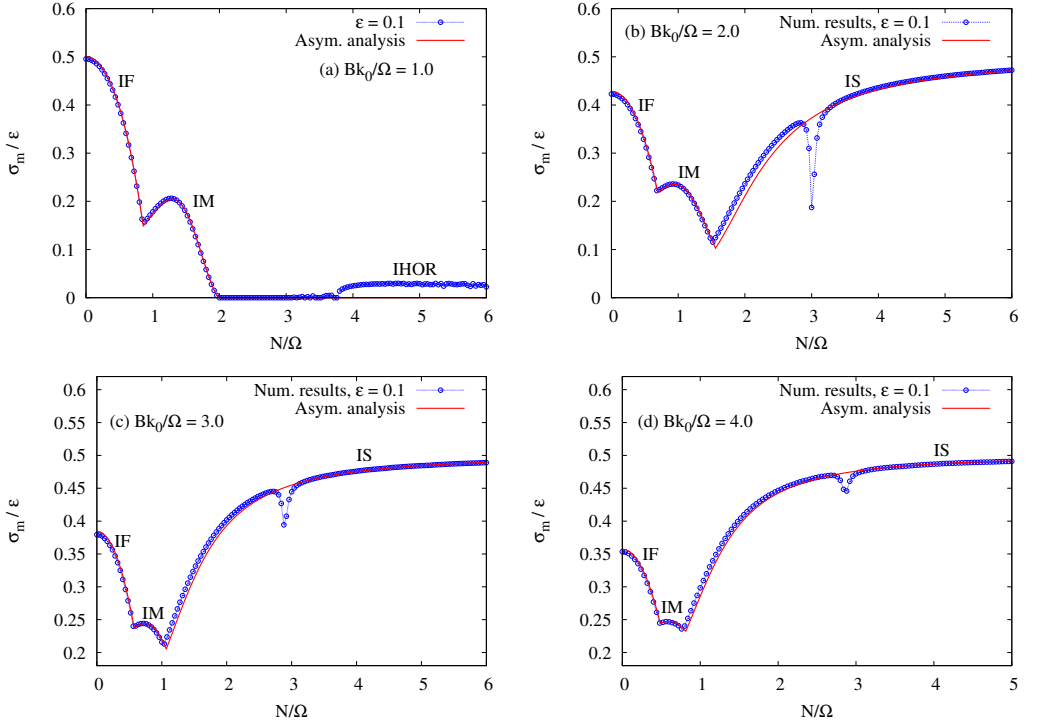 ε = 0.1
Asym. analysis
(a) Bk₀/Ω = 1.0
IF
IM
IHOR
σₘ / ε
0.6
0.5
0.4
0.3
0.2
0.1
0
0 1 2 3 4 5 6
N/Ω
(b) Bk₀/Ω = 2.0
Num. results, ε = 0.1
Asym. analysis
IF
IM
IS
σₘ / ε
0.6
0.5
0.4
0.3
0.2
0.1
0
0 1 2 3 4 5 6
N/Ω
Num. results, ε = 0.1
Asym. analysis
(c) Bk₀/Ω = 3.0
IF
IM
IS
σₘ / ε
0.6
0.55
0.5
0.45
0.4
0.35
0.3
0.25
0.2
0 1 2 3 4 5 6
N/Ω
Num. results, ε = 0.1
Asym. analysis
(d) Bk₀/Ω = 4.0
IF
IM
IS
σₘ / ε
0.6
0.55
0.5
0.45
0.4
0.35
0.3
0.25
0.2
0 1 2 3 4 5
N/Ω